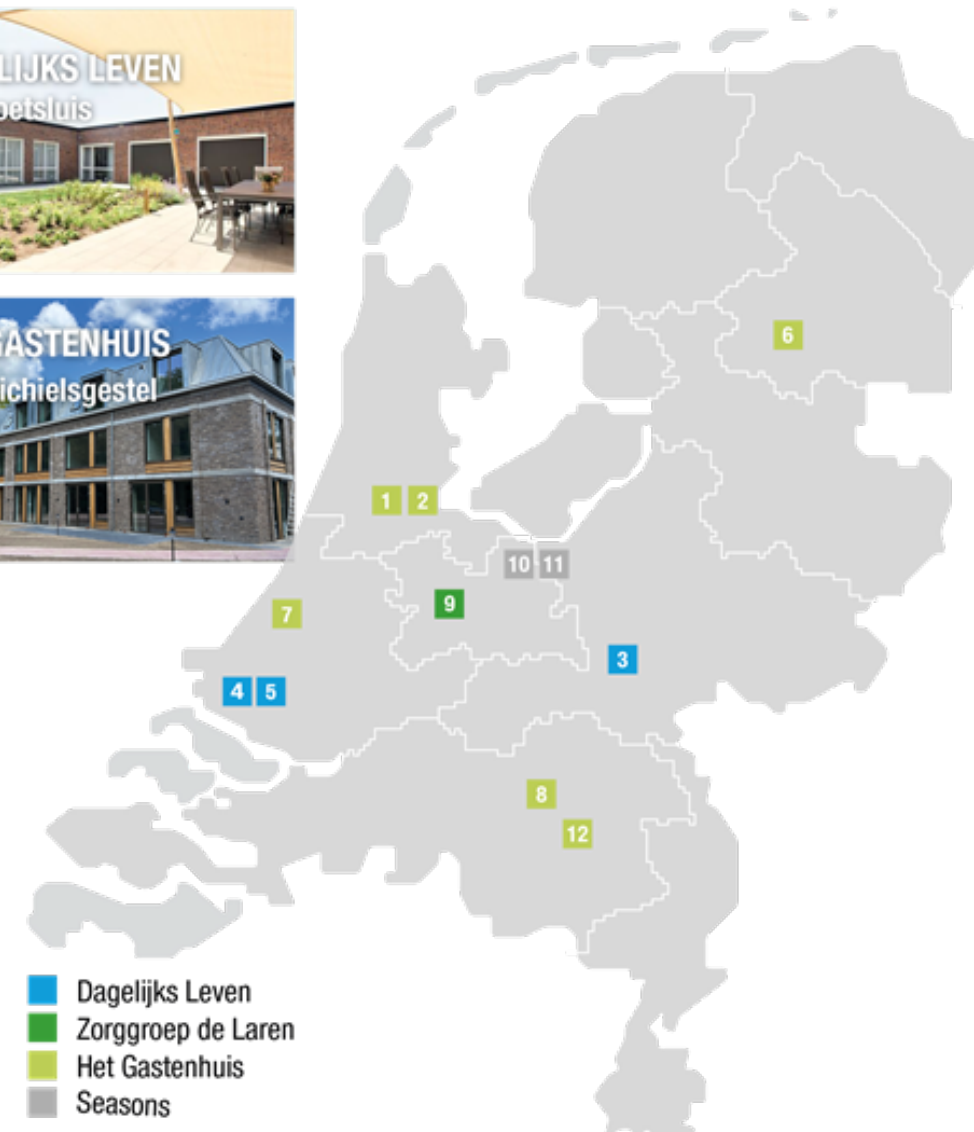 LIJKS LEVEN
oetsluis
GASTENHUIS
ichielsgestel
6
1 2
10 11
9
7
3
4 5
8
12
Dagelijks Leven
Zorggroep de Laren
Het Gastenhuis
Seasons